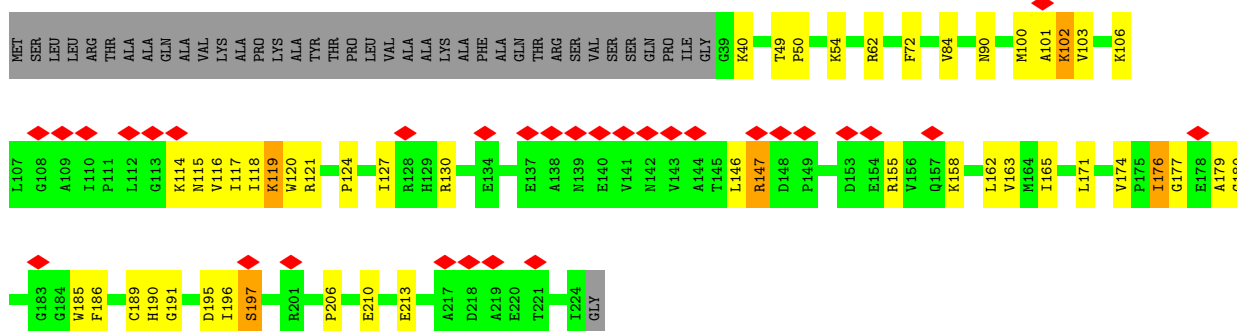 MET SER LEU LEU ARG THR ALA ALA GLN ALA VAL LYS ALA PRO LYS ALA TYR THR PRO LEU VAL ALA ALA LYS ALA PHE ALA GLN THR ARG SER VAL SER SER GLN PRO ILE GLY G39 K40 T49 P50 K54 R62 F72 V84 N90 M100 A101 K102 V103 K106
L107 G108 A109 I110 P111 L112 G113 K114 N115 V116 I117 I118 K119 W120 R121 P124 I127 R128 H129 R130 E134 E137 A138 N139 E140 V141 N142 V143 A144 T145 L146 R147 D148 P149 D153 E154 R155 V156 Q157 K158 L162 V163 M164 I165 L171 V174 P175 I176 G177 E178 A179 G180
G183 G184 W185 F186 C189 H190 G191 D195 I196 S197 R201 P206 E210 E213 A217 D218 A219 E220 T221 I224 GLY